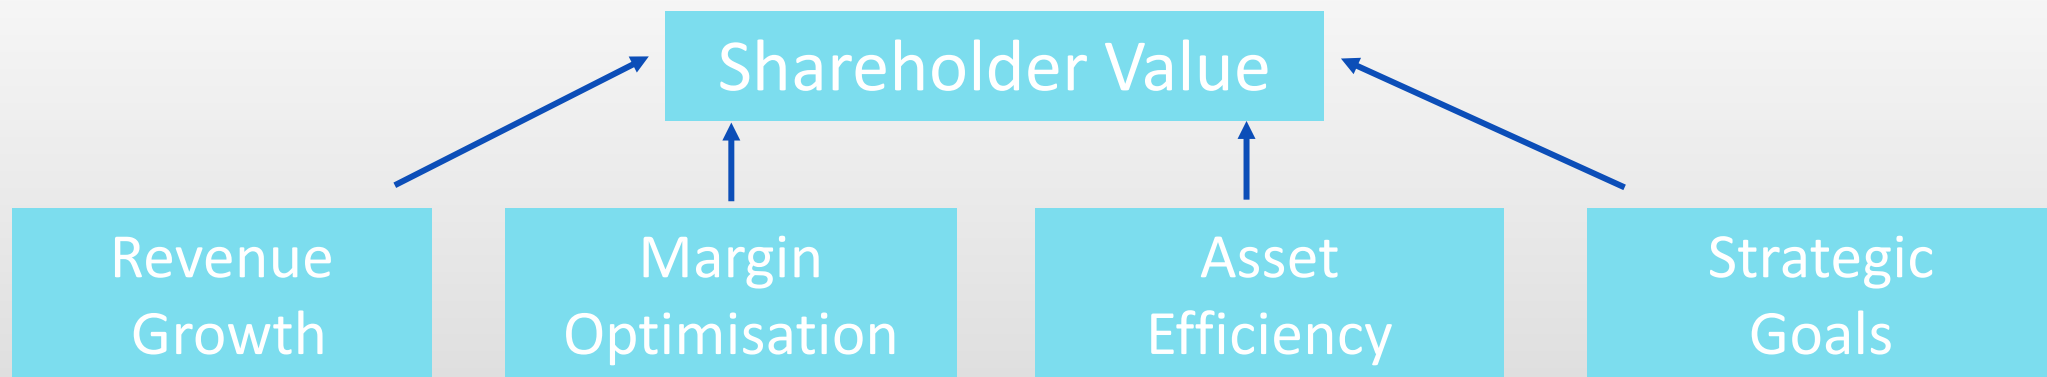 Shareholder Value
Revenue
Growth
Margin
Optimisation
Asset
Efficiency
Strategic
Goals